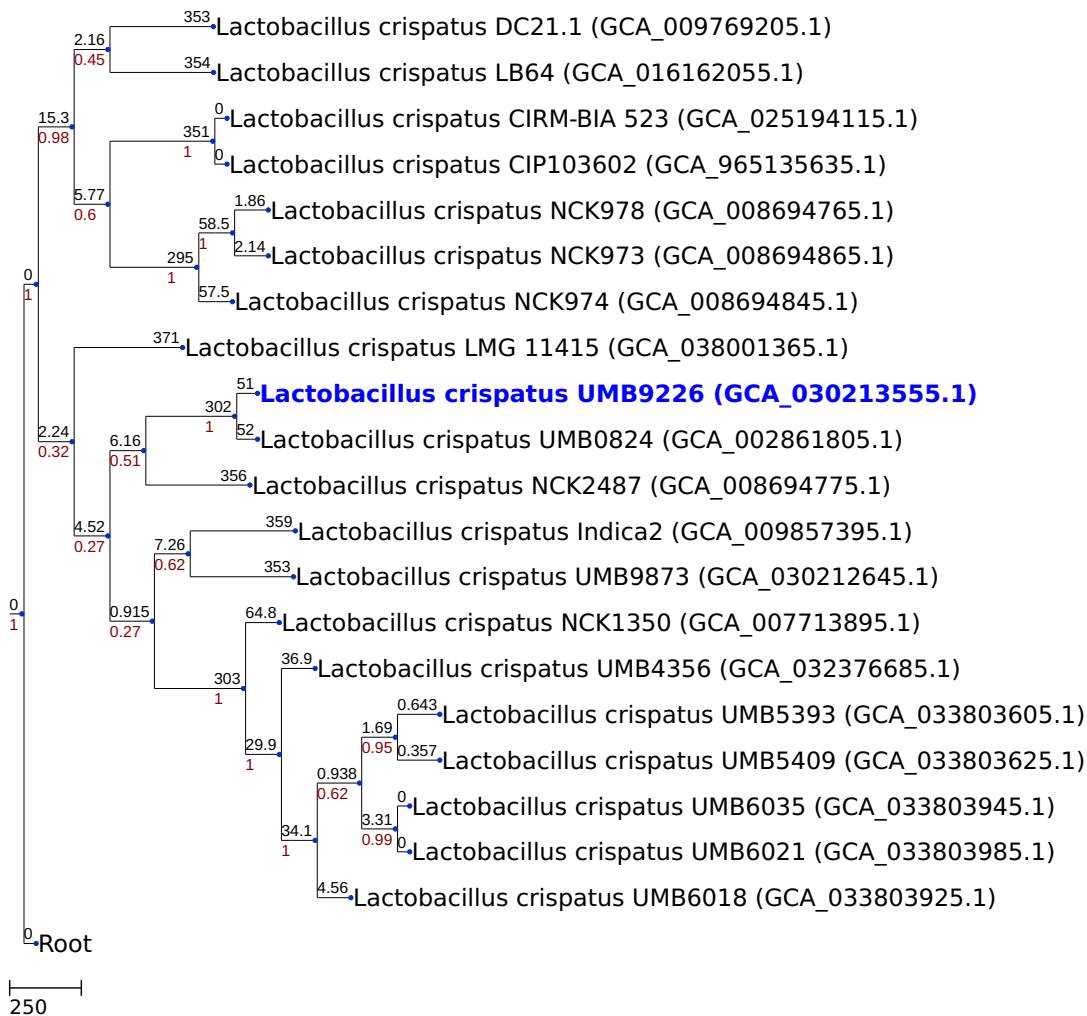 353 Lactobacillus crispatus DC21.1 (GCA_009769205.1)
2.16
0.45
354 Lactobacillus crispatus LB64 (GCA_016162055.1)
15.3
0.98
0 Lactobacillus crispatus CIRM-BIA 523 (GCA_025194115.1)
351
1
0 Lactobacillus crispatus CIP103602 (GCA_965135635.1)
5.77
0.6
1.86 Lactobacillus crispatus NCK978 (GCA_008694765.1)
58.5
1
2.14 Lactobacillus crispatus NCK973 (GCA_008694865.1)
295
1
57.5 Lactobacillus crispatus NCK974 (GCA_008694845.1)
0
1
371 Lactobacillus crispatus LMG 11415 (GCA_038001365.1)
51 Lactobacillus crispatus UMB9226 (GCA_030213555.1)
302
1
52 Lactobacillus crispatus UMB0824 (GCA_002861805.1)
2.24
0.32
6.16
0.51
356 Lactobacillus crispatus NCK2487 (GCA_008694775.1)
4.52
0.27
359 Lactobacillus crispatus Indica2 (GCA_009857395.1)
7.26
0.62
353 Lactobacillus crispatus UMB9873 (GCA_030212645.1)
0
1
0.915
0.27
64.8 Lactobacillus crispatus NCK1350 (GCA_007713895.1)
303
1
36.9 Lactobacillus crispatus UMB4356 (GCA_032376685.1)
29.9
1
0.643 Lactobacillus crispatus UMB5393 (GCA_033803605.1)
1.69
0.95
0.357 Lactobacillus crispatus UMB5409 (GCA_033803625.1)
0.938
0.62
0 Lactobacillus crispatus UMB6035 (GCA_033803945.1)
3.31
0.99
0 Lactobacillus crispatus UMB6021 (GCA_033803985.1)
34.1
1
4.56 Lactobacillus crispatus UMB6018 (GCA_033803925.1)
0 Root
250